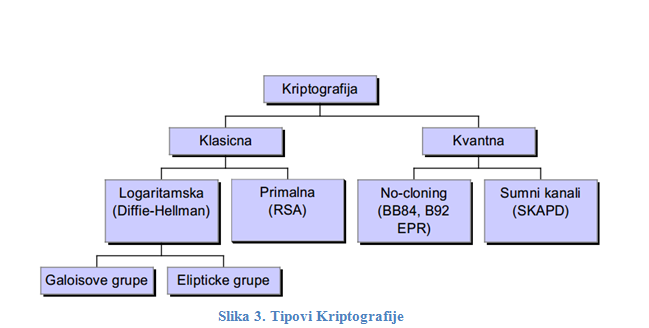 Kriptografija
Klasicna
Kvantna
Logaritamska
(Diffie-Hellman)
Primalna
(RSA)
No-cloning
(BB84, B92
EPR)
Sumni kanali
(SKAPD)
Galoisove grupe
Elipticke grupe
Slika 3. Tipovi Kriptografije